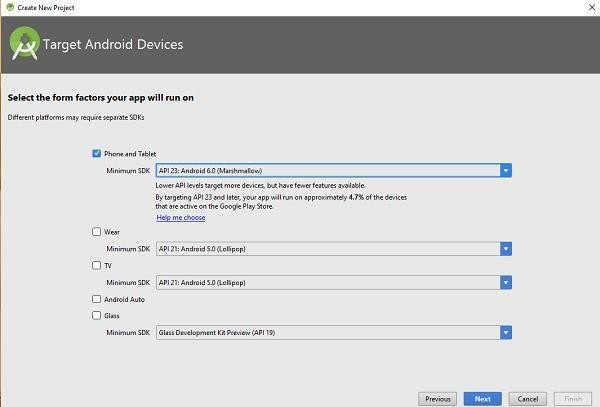 Create New Project
Target Android Devices
Select the form factors your app will run on
Different platforms may require separate SDKs
Phone and Tablet
Minimum SDK API 23: Android 6.0 (Marshmallow)
Lower API levels target more devices, but have fewer features available.
By targeting API 23 and later, your app will run on approximately 4.7% of the devices
that are active on the Google Play Store.
Help me choose
Wear
Minimum SDK API 21: Android 5.0 (Lollipop)
TV
Minimum SDK API 21: Android 5.0 (Lollipop)
Android Auto
Glass
Minimum SDK Glass Development Kit Preview (API 19)
Previous Next Cancel Finish